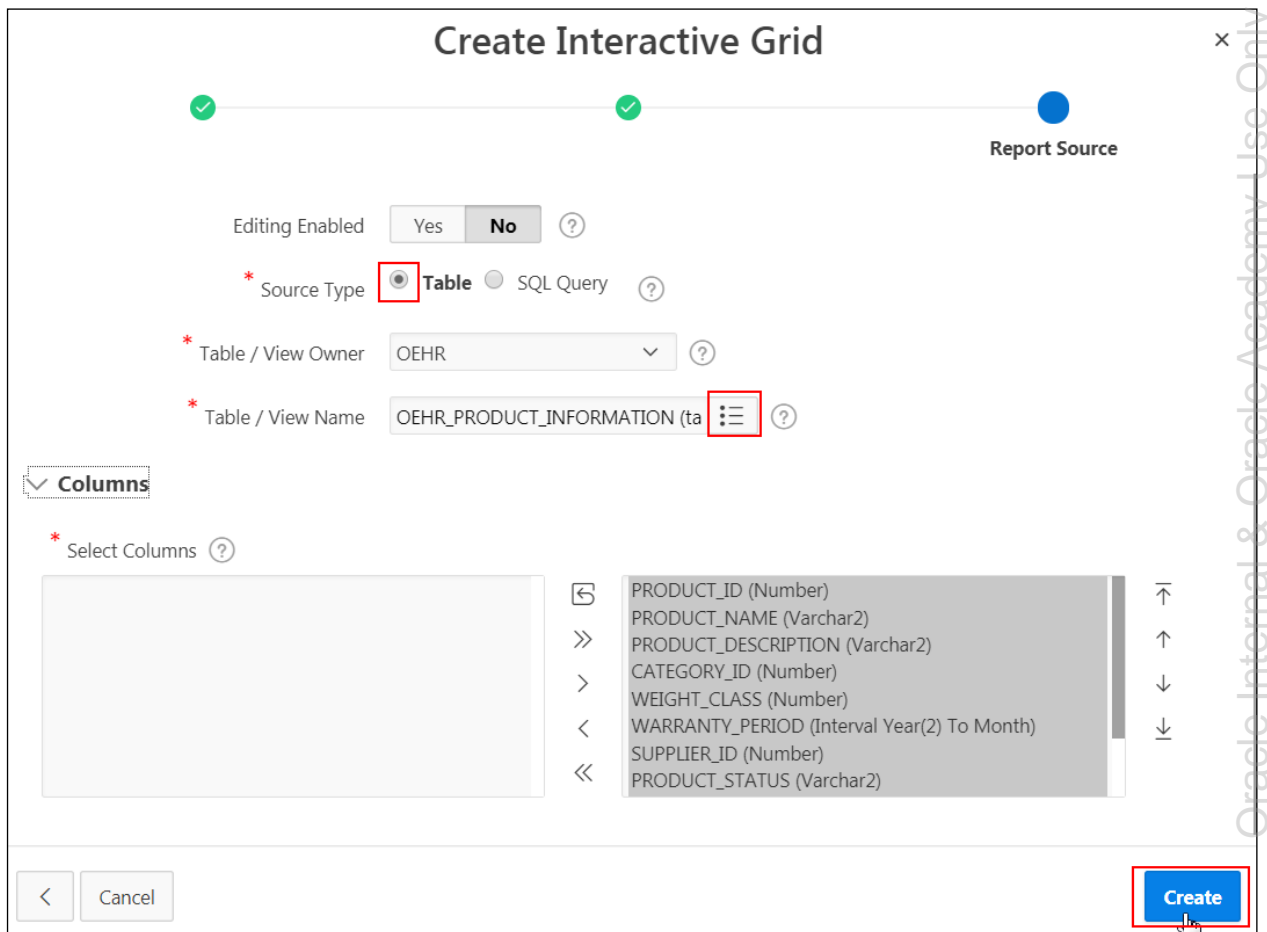 Create Interactive Grid
Report Source
Editing Enabled Yes No
* Source Type Table SQL Query
* Table / View Owner OEHR
* Table / View Name OEHR_PRODUCT_INFORMATION (ta
Columns
* Select Columns
PRODUCT_ID (Number)
PRODUCT_NAME (Varchar2)
PRODUCT_DESCRIPTION (Varchar2)
CATEGORY_ID (Number)
WEIGHT_CLASS (Number)
WARRANTY_PERIOD (Interval Year(2) To Month)
SUPPLIER_ID (Number)
PRODUCT_STATUS (Varchar2)
Cancel
Create
Oracle Internal & Oracle Academy Use Only